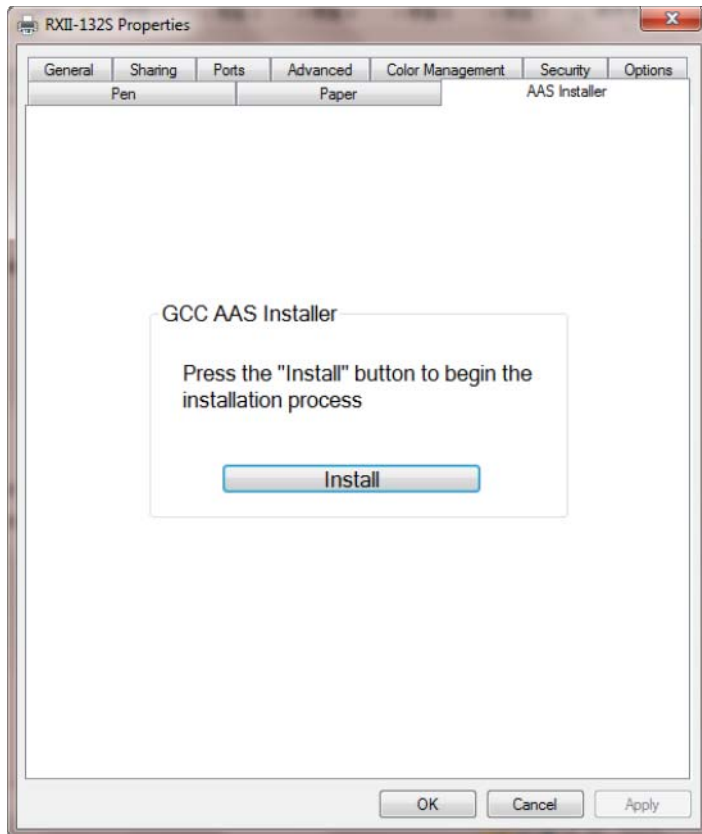 RXII-132S Properties
General Sharing Ports Advanced Color Management Security Options
Pen Paper AAS Installer
GCC AAS Installer
Press the "Install" button to begin the
installation process
Install
OK Cancel Apply